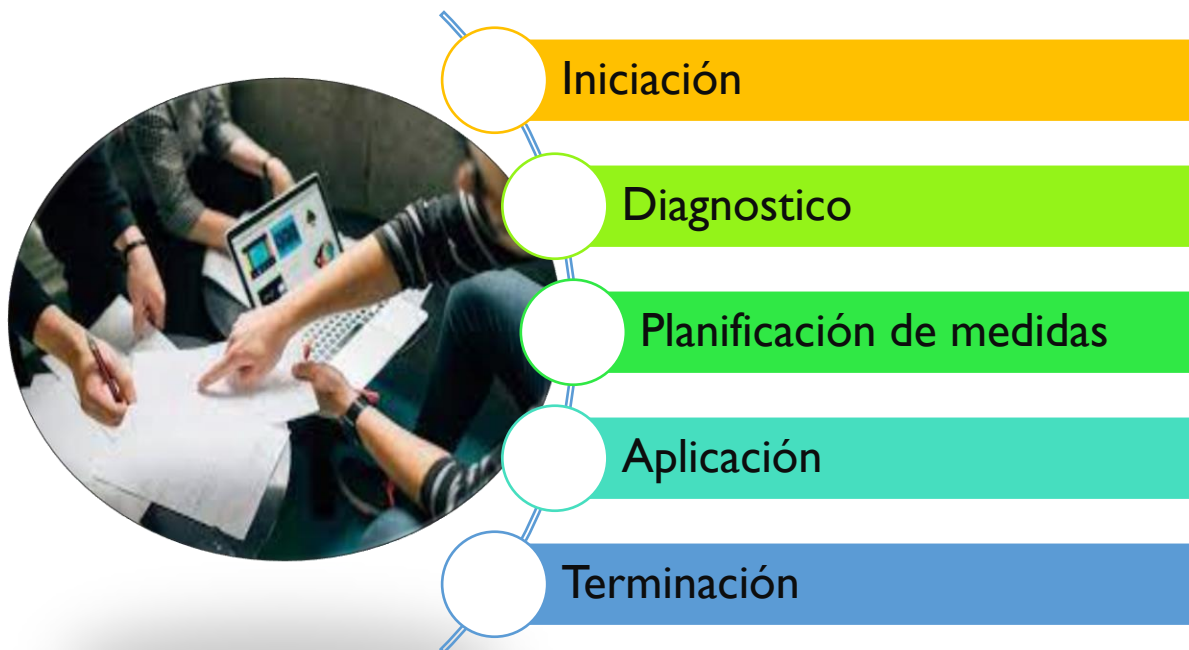 Iniciación
Diagnostico
Planificación de medidas
Aplicación
Terminación